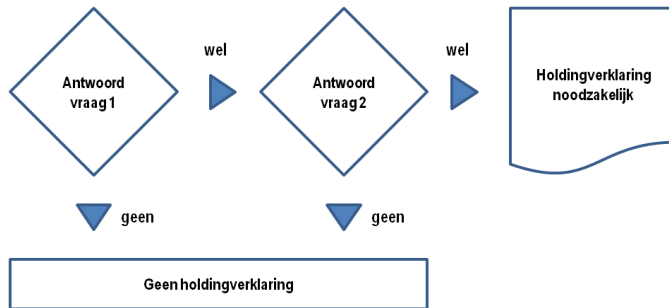 wel
wel
Antwoord
vraag 1
Antwoord
vraag 2
Holdingverklaring
noodzakelijk
geen
geen
Geen holdingverklaring